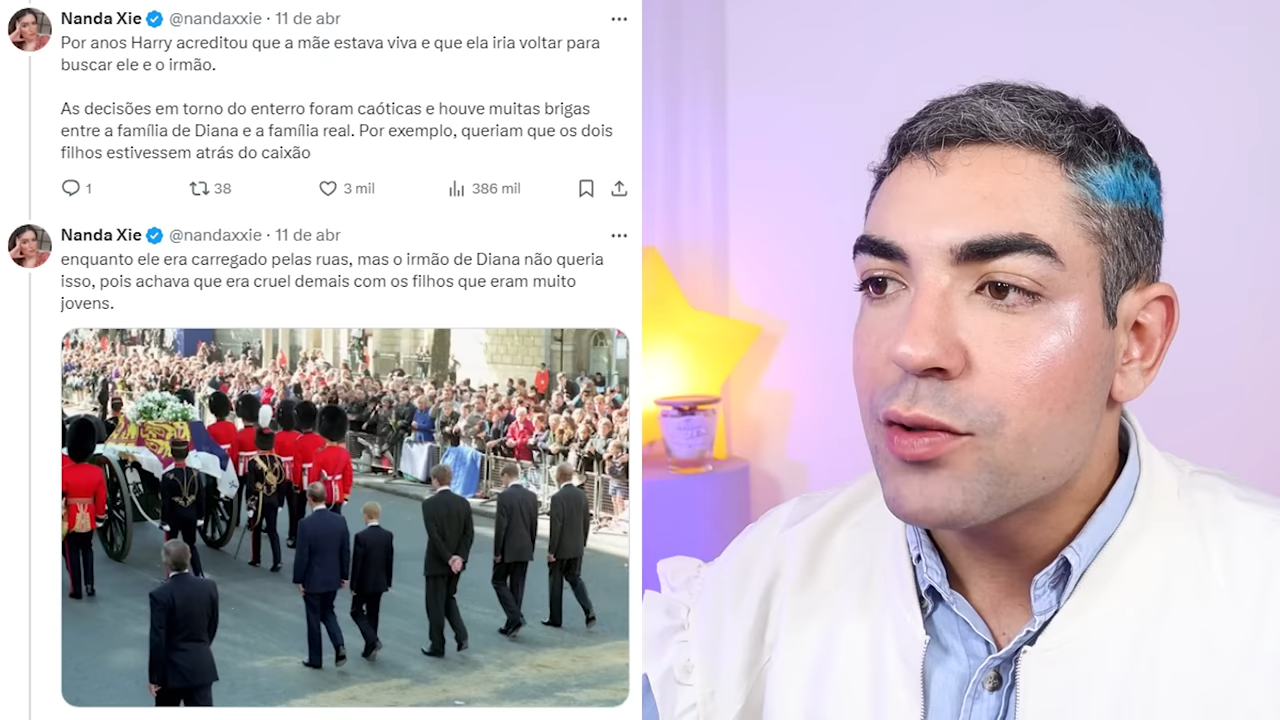 Nanda Xie @nandaxxie · 11 de abr
Por anos Harry acreditou que a mãe estava viva e que ela iria voltar para
buscar ele e o irmão.
As decisões em torno do enterro foram caóticas e houve muitas brigas
entre a família de Diana e a família real. Por exemplo, queriam que os dois
filhos estivessem atrás do caixão
1 38 3 mil 386 mil
Nanda Xie @nandaxxie · 11 de abr
enquanto ele era carregado pelas ruas, mas o irmão de Diana não queria
isso, pois achava que era cruel demais com os filhos que eram muito
jovens.